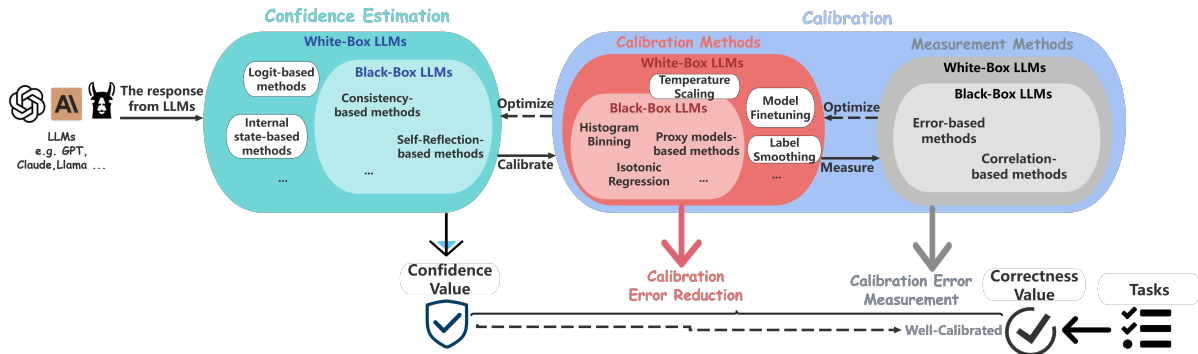 Confidence Estimation
White-Box LLMs
Logit-based
methods
Black-Box LLMs
Consistency-
based methods
Internal
state-based
methods
Self-Reflection-
based methods
...
...
The response
from LLMs
LLMs
e.g. GPT,
Claude,Llama ...
Optimize
Calibrate
Calibration
Calibration Methods
White-Box LLMs
Temperature
Scaling
Black-Box LLMs
Model
Finetuning
Histogram
Binning
Proxy models-
based methods
Label
Smoothing
Isotonic
Regression
...
...
Optimize
Measure
Measurement Methods
White-Box LLMs
Black-Box LLMs
Error-based
methods
Correlation-
based methods
Confidence
Value
Calibration
Error Reduction
Calibration Error
Measurement
Correctness
Value
Tasks
Well-Calibrated